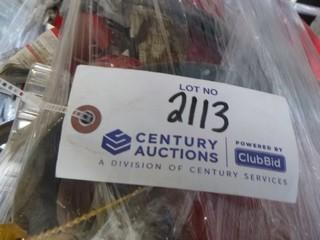 LOT NO
2113
CENTURY AUCTIONS
POWERED BY
ClubBid
A DIVISION OF CENTURY SERVICES